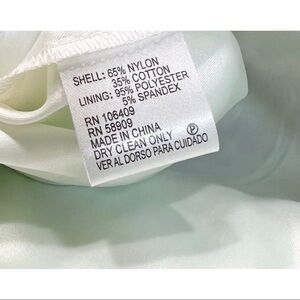 SHELL: 65% NYLON
35% COTTON
LINING: 95% POLYESTER
5% SPANDEX
RN 106409
RN 58909
MADE IN CHINA
DRY CLEAN ONLY Ⓟ
VER AL DORSO PARA CUIDADO